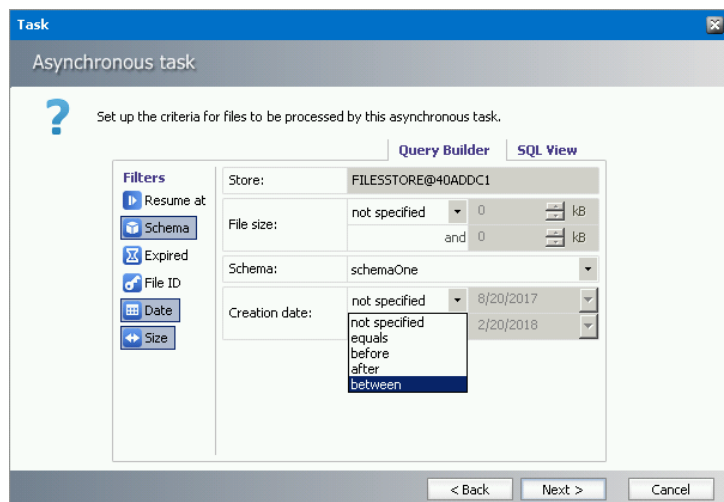 Task
Asynchronous task
Set up the criteria for files to be processed by this asynchronous task.
Query Builder
SQL View
Filters
Resume at
Schema
Expired
File ID
Date
Size
Store:
FILESSTORE@40ADDC1
File size:
not specified
0
kB
and
0
kB
Schema:
schemaOne
Creation date:
not specified
8/20/2017
2/20/2018
not specified
equals
before
after
between
< Back
Next >
Cancel